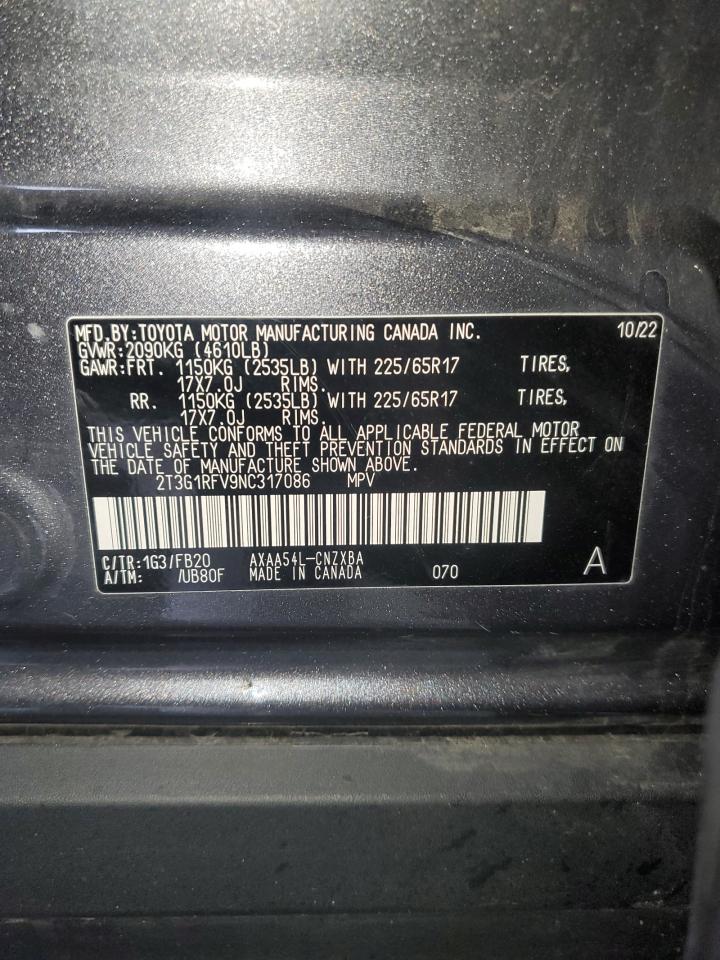 MFD.BY:TOYOTA MOTOR MANUFACTURING CANADA INC. 10/22
GVWR:2090KG (4610LB)
GAWR:FRT. 1150KG (2535LB) WITH 225/65R17 TIRES,
17X7.0J RIMS.
RR. 1150KG (2535LB) WITH 225/65R17 TIRES,
17X7.0J RIMS.
THIS VEHICLE CONFORMS TO ALL APPLICABLE FEDERAL MOTOR
VEHICLE SAFETY AND THEFT PREVENTION STANDARDS IN EFFECT ON
THE DATE OF MANUFACTURE SHOWN ABOVE.
2T3G1RFV9NC317086 MPV
C/TR:1G3/FB20 AXAA54L-CNZXBA
A/TM: /UB80F MADE IN CANADA 070 A